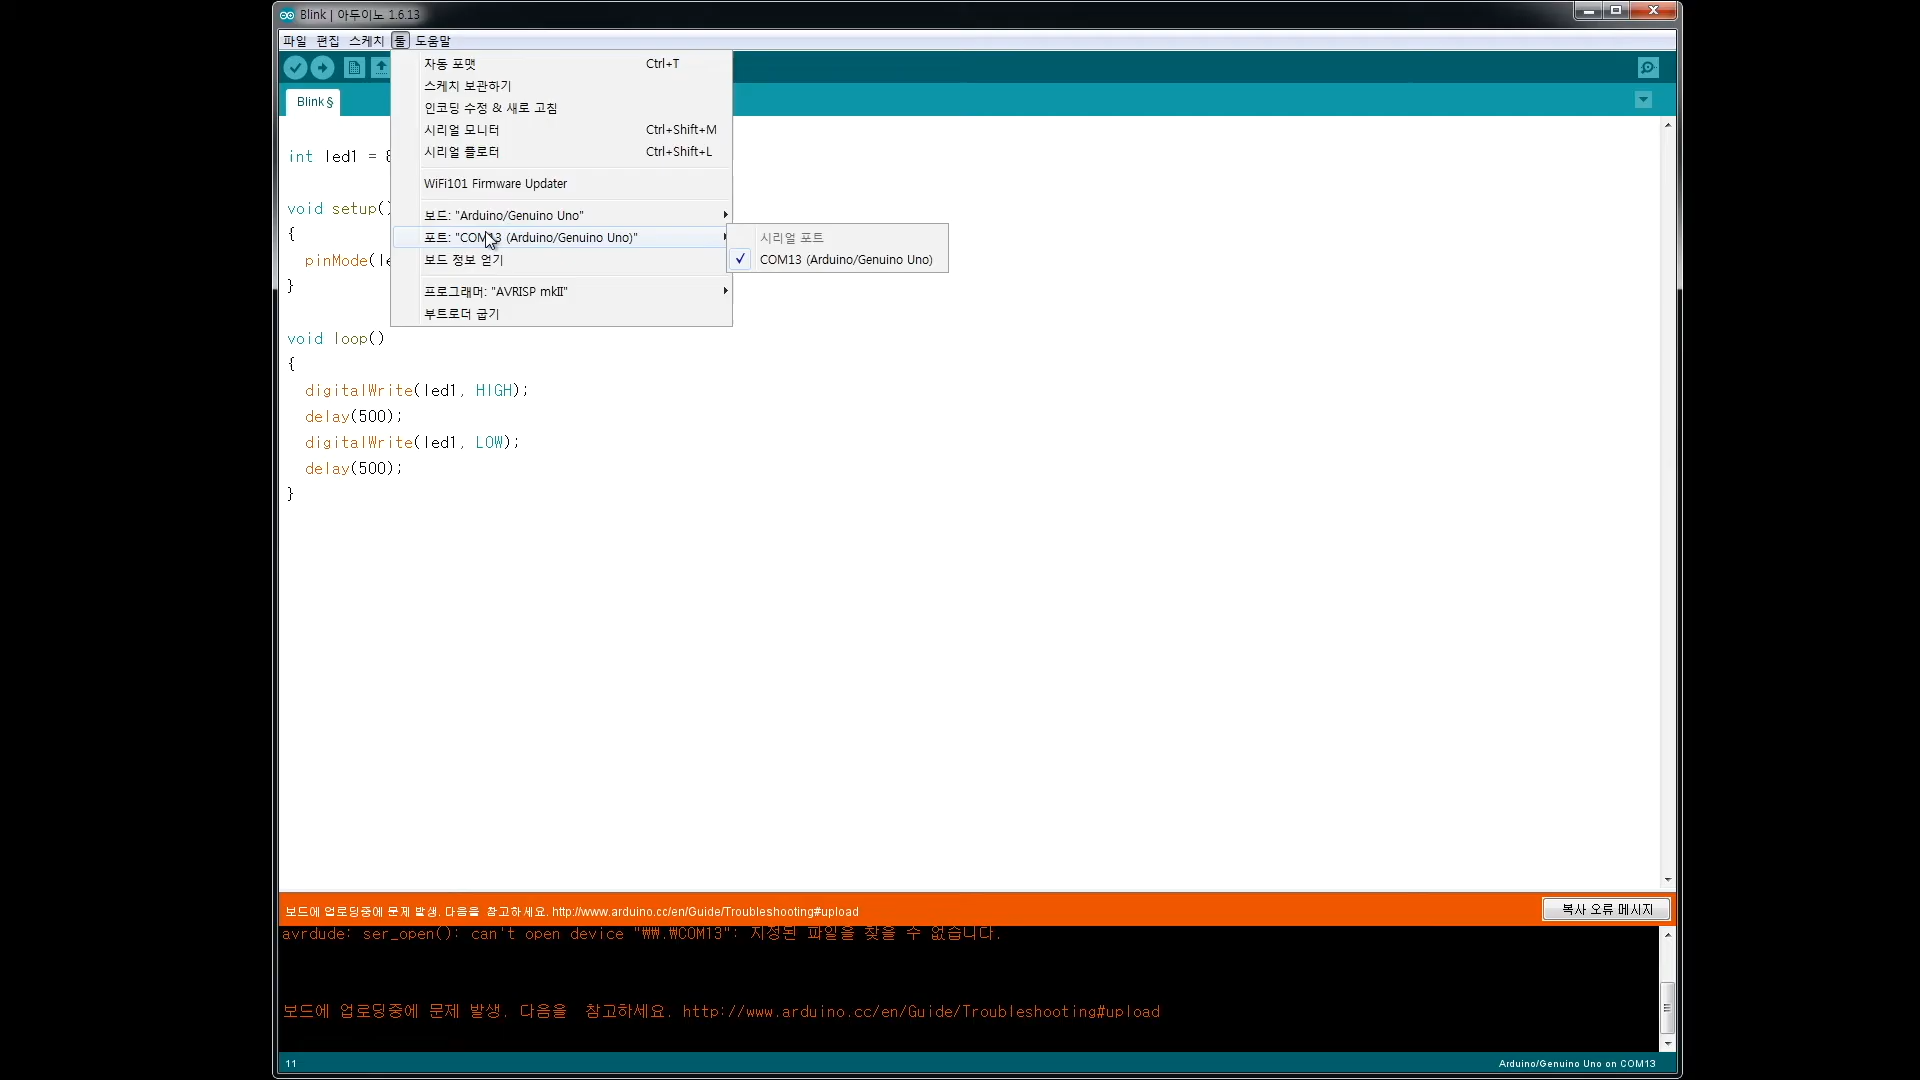 Blink | 아두이노 1.6.13
파일 편집 스케치 툴 도움말
Blink §
자동 포맷 Ctrl+T
스케치 보관하기
인코딩 수정 & 새로 고침
시리얼 모니터 Ctrl+Shift+M
시리얼 플로터 Ctrl+Shift+L
WiFi101 Firmware Updater
보드: "Arduino/Genuino Uno"
포트: "COM13 (Arduino/Genuino Uno)"
보드 정보 얻기
프로그래머: "AVRISP mkII"
부트로더 굽기
시리얼 포트
COM13 (Arduino/Genuino Uno)
int led1 = 8
void setup()
{
pinMode(le
}
void loop()
{
digitalWrite(led1, HIGH);
delay(500);
digitalWrite(led1, LOW);
delay(500);
}
보드에 업로딩중에 문제 발생. 다음을 참고하세요. http://www.arduino.cc/en/Guide/Troubleshooting#upload
복사 오류 메시지
avrdude: ser_open(): can't open device "₩₩.₩COM13": 지정된 파일을 찾을 수 없습니다.
보드에 업로딩중에 문제 발생. 다음을 참고하세요. http://www.arduino.cc/en/Guide/Troubleshooting#upload
11
Arduino/Genuino Uno on COM13